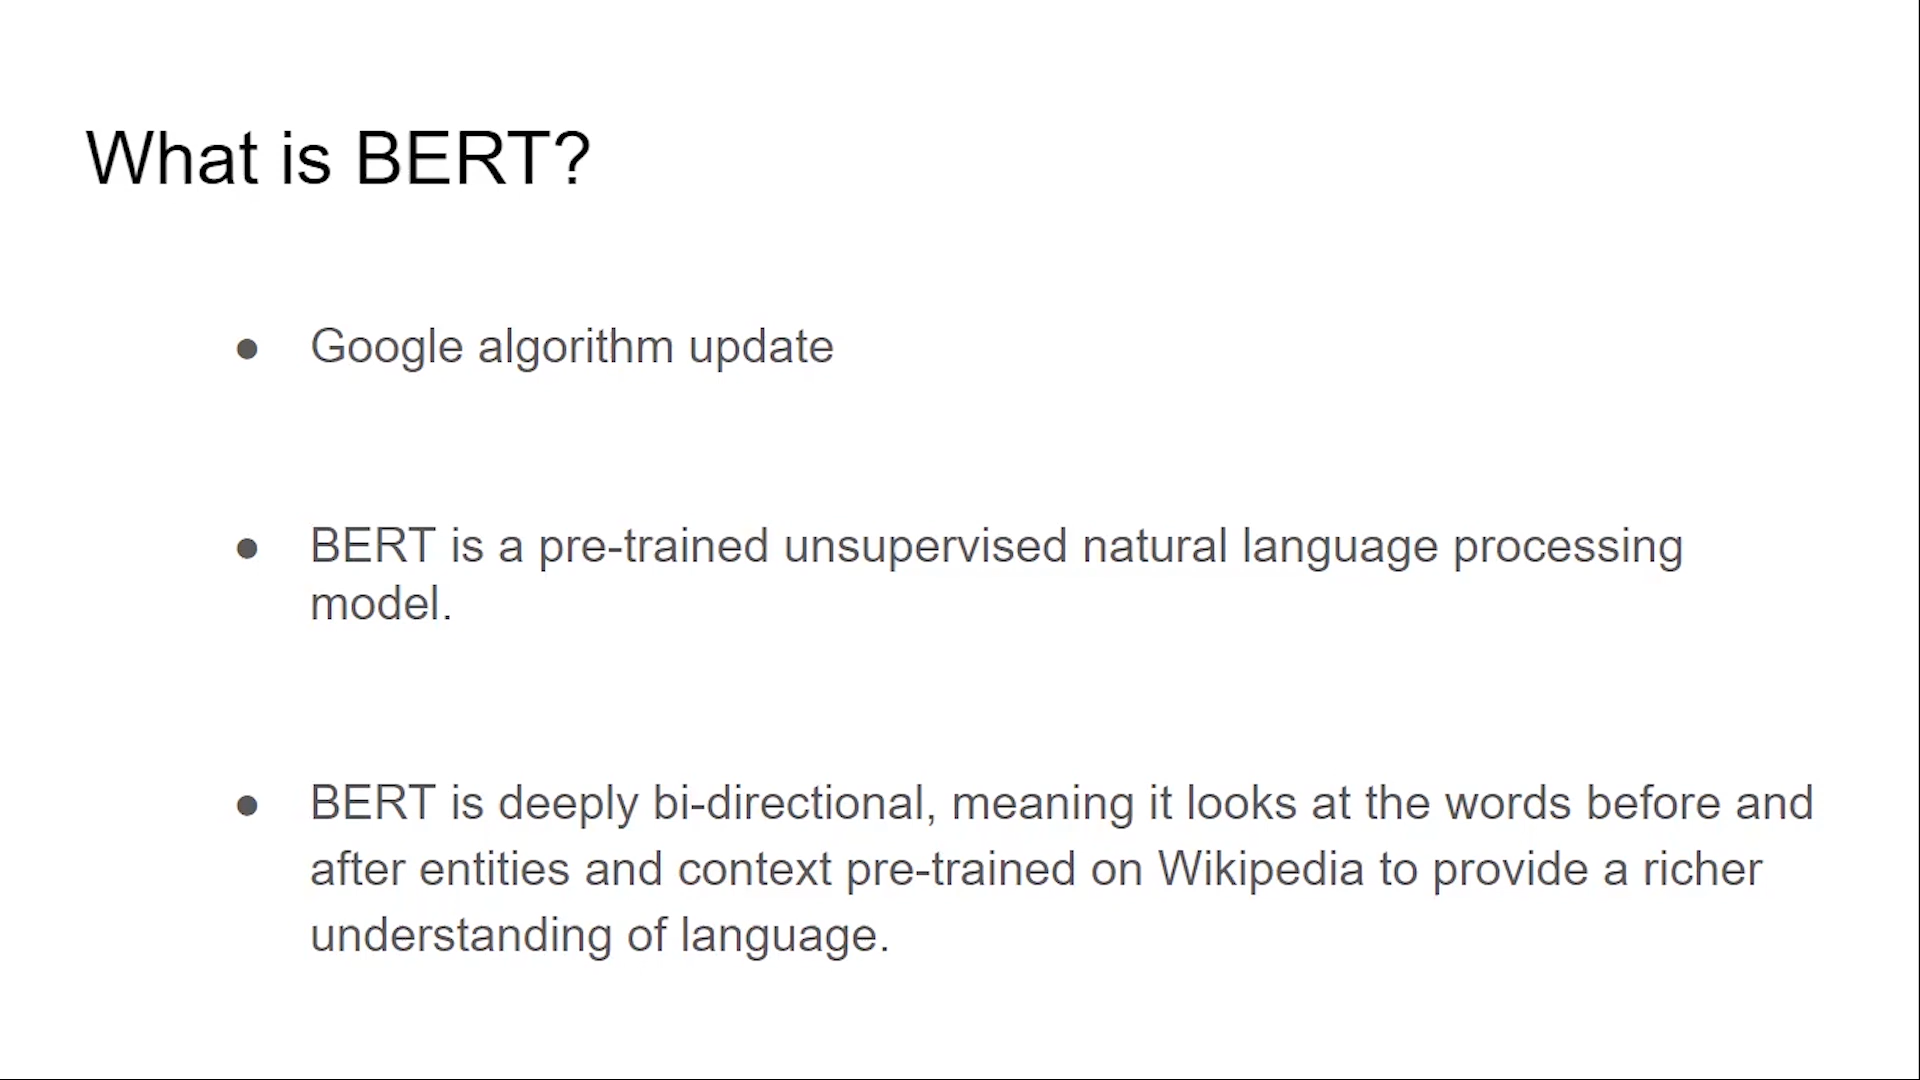 What is BERT?
● Google algorithm update
● BERT is a pre-trained unsupervised natural language processing
model.
● BERT is deeply bi-directional, meaning it looks at the words before and
after entities and context pre-trained on Wikipedia to provide a richer
understanding of language.